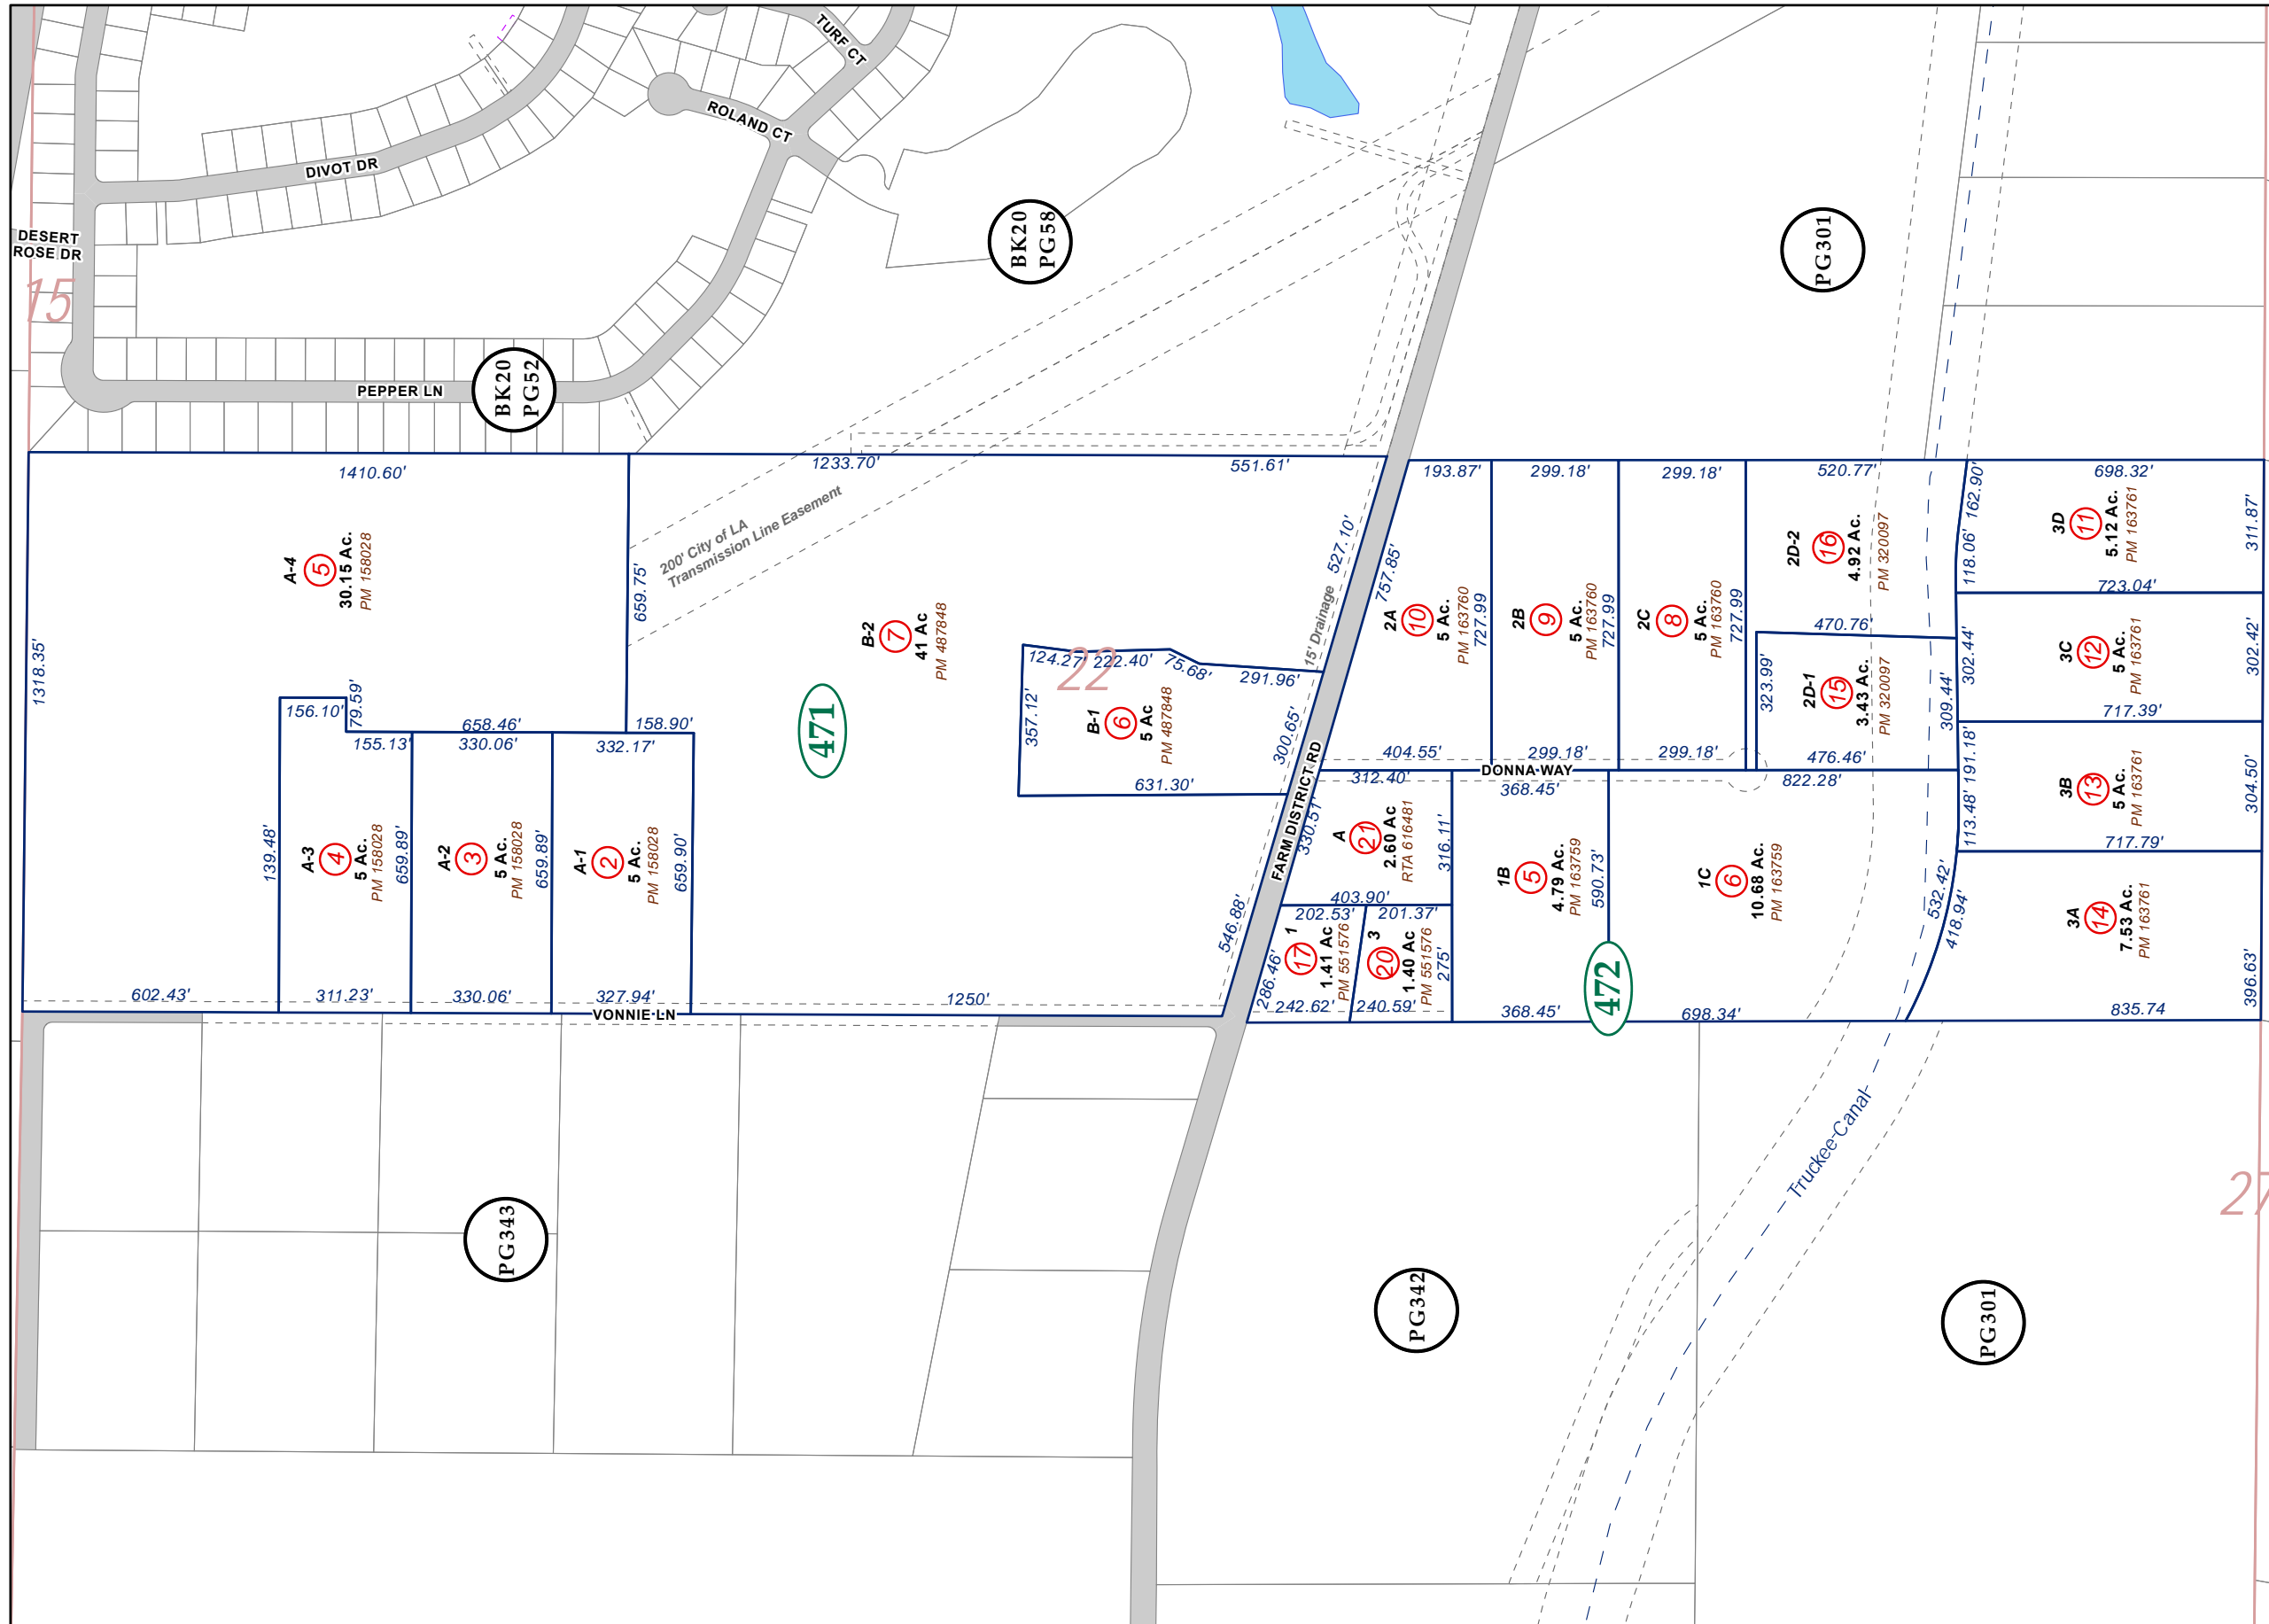 TURF CT
ROLAND CT
DIVOT DR
DESERT
ROSE DR
15
PEPPER LN
BK20
PG52
BK20
PG58
PG301
1410.60'
1233.70'
551.61'
193.87'
299.18'
299.18'
520.77'
162.90'
698.32'
A-4
5
30.15 Ac.
PM 158028
1318.35'
200' City of LA
Transmission Line Easement
659.75'
B-2
7
41 Ac
PM 487848
471
22
124.27'
222.40'
75.68'
291.96'
357.12'
B-1
6
5 Ac
PM 487848
631.30'
300.65'
15' Drainage
527.10'
757.85'
2A
10
5 Ac.
PM 163760
727.99
2B
9
5 Ac.
PM 163760
727.99
2C
8
5 Ac.
PM 163760
727.99
2D-2
16
4.92 Ac.
PM 320097
470.76'
323.99'
2D-1
15
3.43 Ac.
PM 320097
309.44'
476.46'
118.06'
3D
11
5.12 Ac.
PM 163761
311.87'
723.04'
302.44'
3C
12
5 Ac.
PM 163761
302.42'
717.39'
191.18'
113.48'
3B
13
5 Ac.
PM 163761
304.50'
717.79'
532.42'
418.94'
3A
14
7.53 Ac.
PM 163761
396.63'
835.74
156.10'
79.59'
155.13'
658.46'
330.06'
158.90'
332.17'
139.48'
A-3
4
5 Ac.
PM 158028
659.89'
A-2
3
5 Ac.
PM 158028
659.89'
A-1
2
5 Ac.
PM 158028
659.90'
602.43'
311.23'
330.06'
327.94'
VONNIE LN
1250'
546.88'
FARM DISTRICT RD
404.55'
299.18'
299.18'
DONNA WAY
312.40'
368.45'
822.28'
330.51'
A
21
2.60 Ac
RTA 616481
316.11'
403.90'
202.53'
201.37'
286.46'
1
17
1.41 Ac
PM 551576
242.62'
3
20
1.40 Ac
PM 551576
275'
240.59'
1B
5
4.79 Ac.
PM 163759
590.73'
368.45'
472
1C
6
10.68 Ac.
PM 163759
698.34'
Truckee-Canal
PG343
PG342
PG301
27